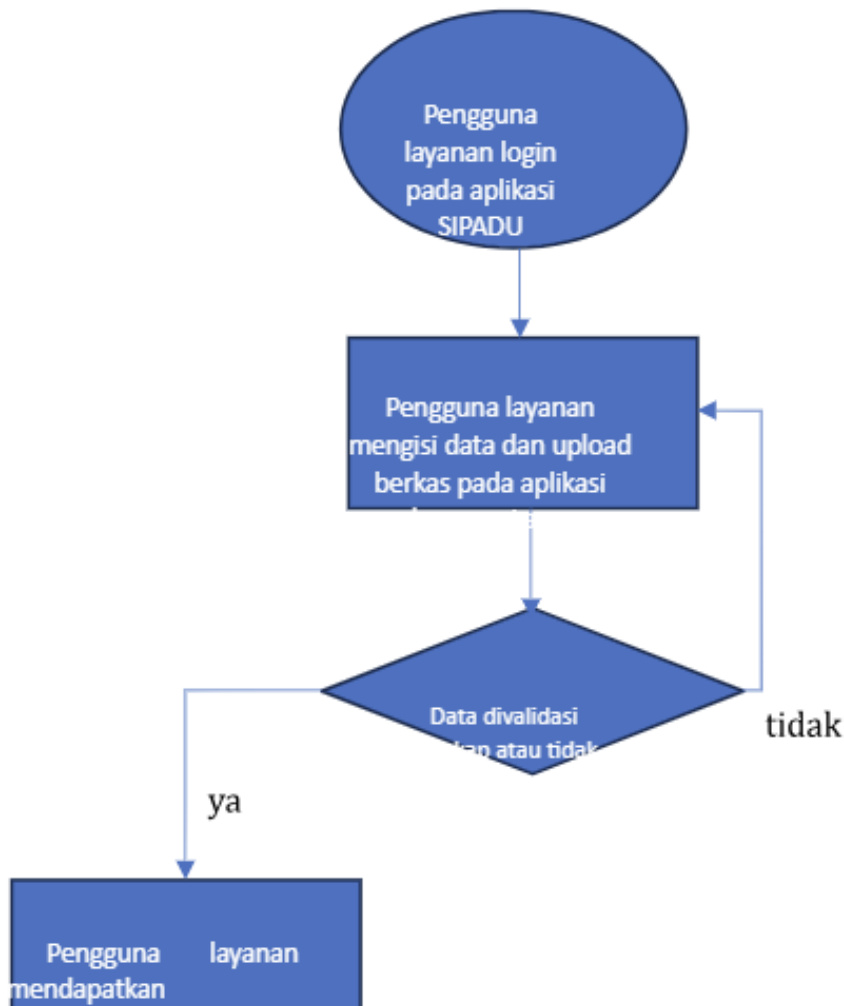 Pengguna
layanan login
pada aplikasi
SIPADU
Pengguna layanan
mengisi data dan upload
berkas pada aplikasi
Data divalidasi
atau tidak
tidak
ya
Pengguna layanan
mendapatkan